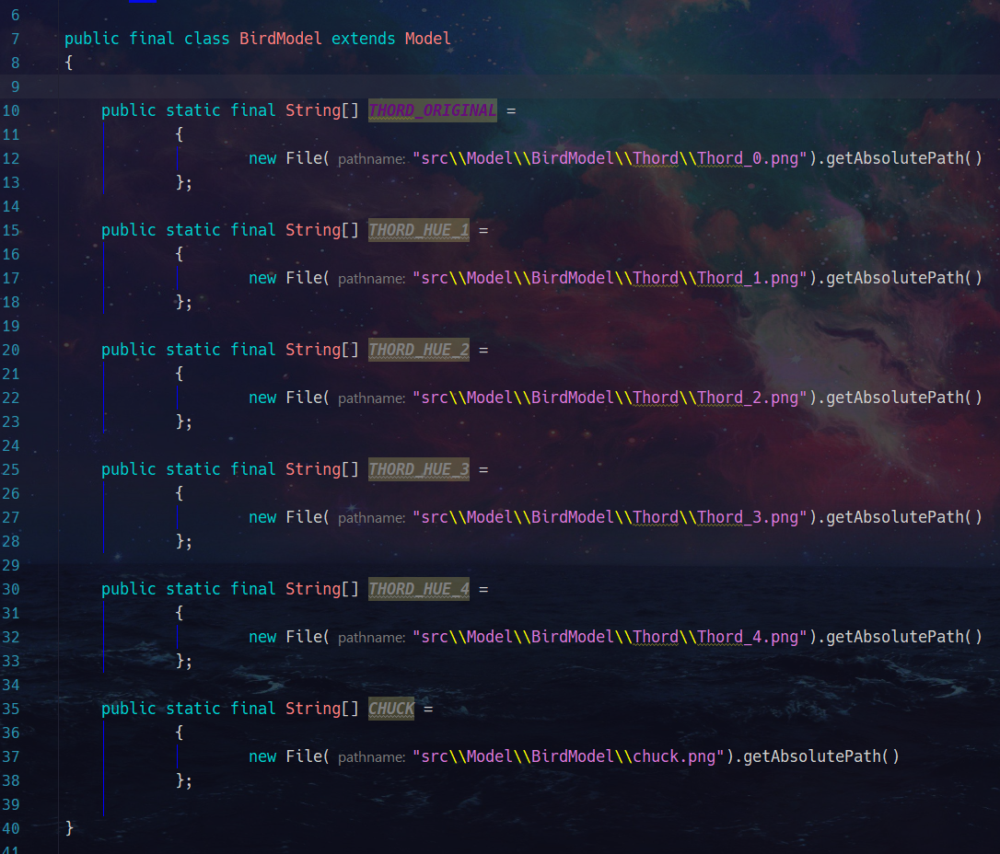 6
7 public final class BirdModel extends Model
8 {
9
10 public static final String[] THORD_ORIGINAL =
11 {
12 new File( pathname: "src\\Model\\BirdModel\\Thord\\Thord_0.png").getAbsolutePath()
13 };
14
15 public static final String[] THORD_HUE_1 =
16 {
17 new File( pathname: "src\\Model\\BirdModel\\Thord\\Thord_1.png").getAbsolutePath()
18 };
19
20 public static final String[] THORD_HUE_2 =
21 {
22 new File( pathname: "src\\Model\\BirdModel\\Thord\\Thord_2.png").getAbsolutePath()
23 };
24
25 public static final String[] THORD_HUE_3 =
26 {
27 new File( pathname: "src\\Model\\BirdModel\\Thord\\Thord_3.png").getAbsolutePath()
28 };
29
30 public static final String[] THORD_HUE_4 =
31 {
32 new File( pathname: "src\\Model\\BirdModel\\Thord\\Thord_4.png").getAbsolutePath()
33 };
34
35 public static final String[] CHUCK =
36 {
37 new File( pathname: "src\\Model\\BirdModel\\chuck.png").getAbsolutePath()
38 };
39
40 }
41